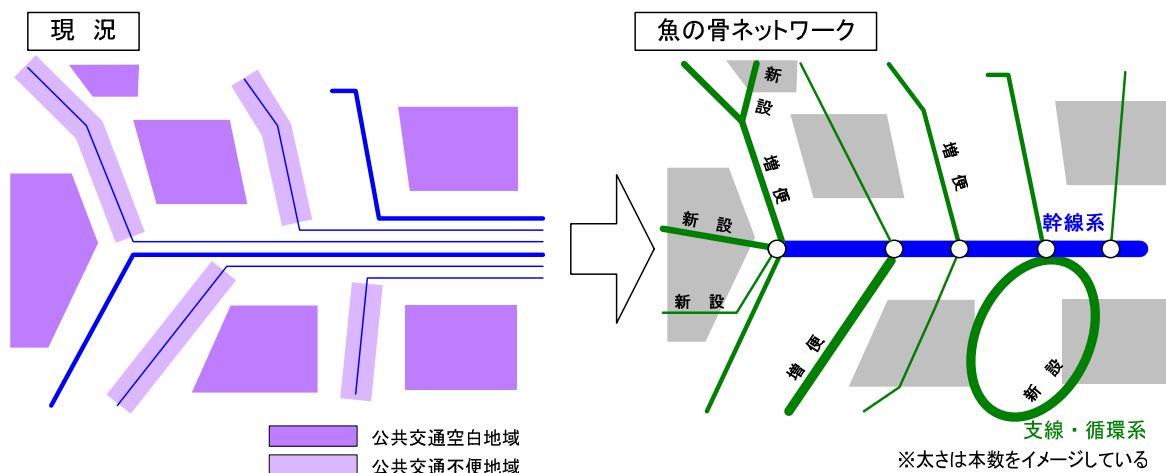 現 況
魚の骨ネットワーク
新
設
増
便
増
便
新 設
幹線系
新 設
増 便
新 設
支線・循環系
公共交通空白地域
公共交通不便地域
※太さは本数をイメージしている